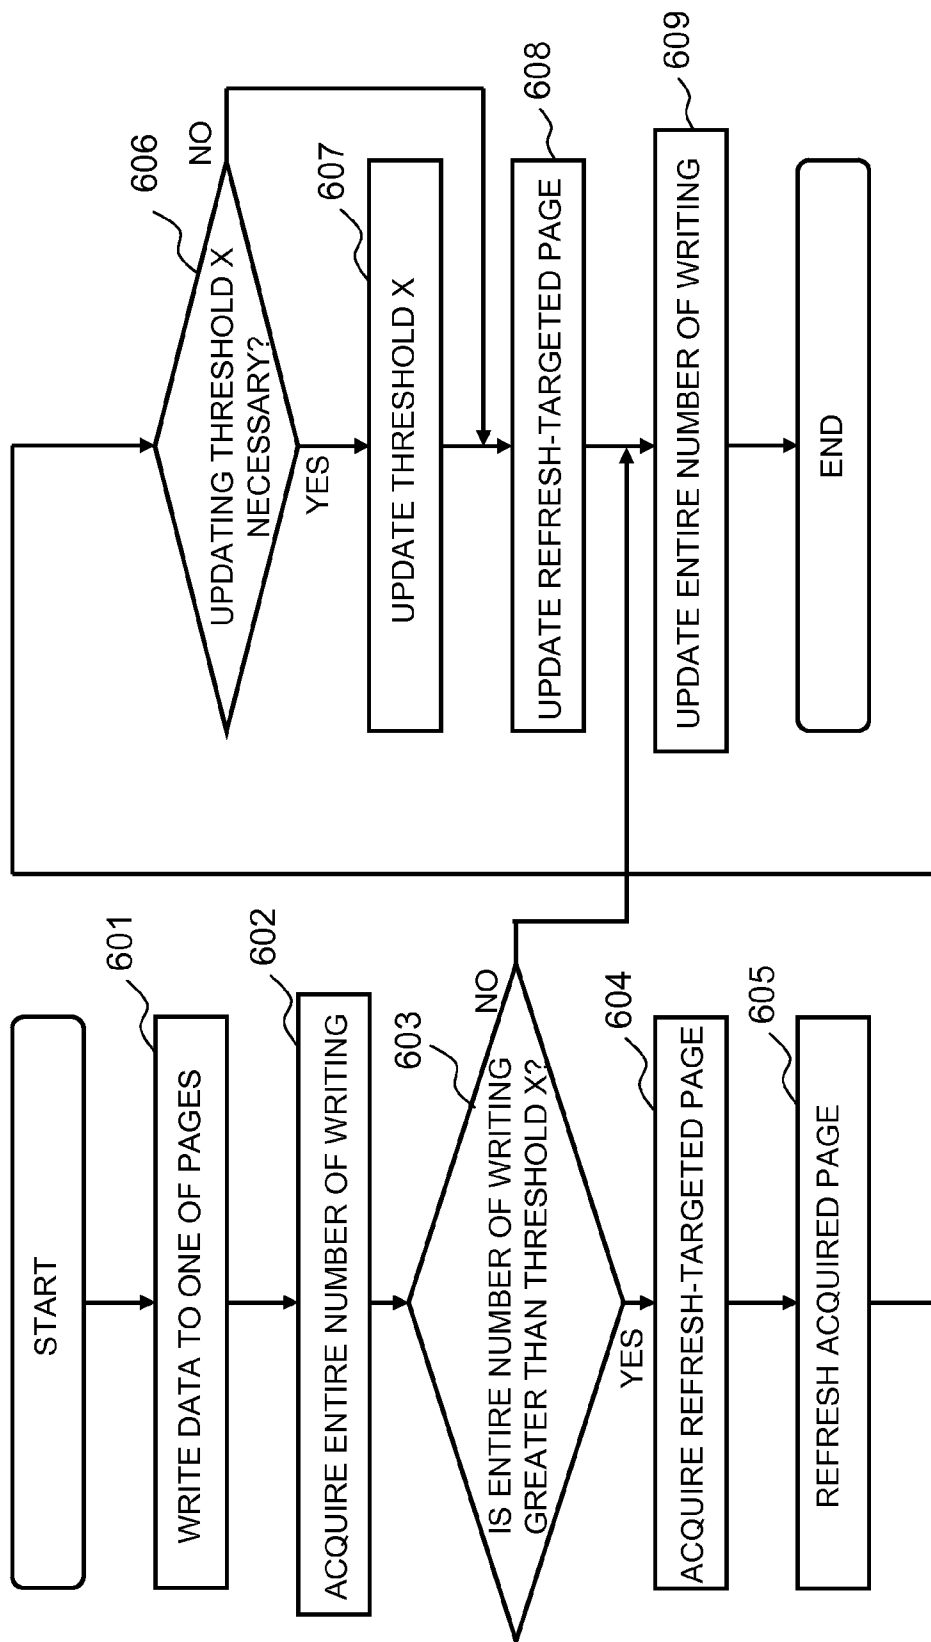 START
601
WRITE DATA TO ONE OF PAGES
602
ACQUIRE ENTIRE NUMBER OF WRITING
603
IS ENTIRE NUMBER OF WRITING
GREATER THAN THRESHOLD X?
NO
YES
604
ACQUIRE REFRESH-TARGETED PAGE
605
REFRESH ACQUIRED PAGE
606
UPDATING THRESHOLD X
NECESSARY?
NO
YES
607
UPDATE THRESHOLD X
608
UPDATE REFRESH-TARGETED PAGE
609
UPDATE ENTIRE NUMBER OF WRITING
END